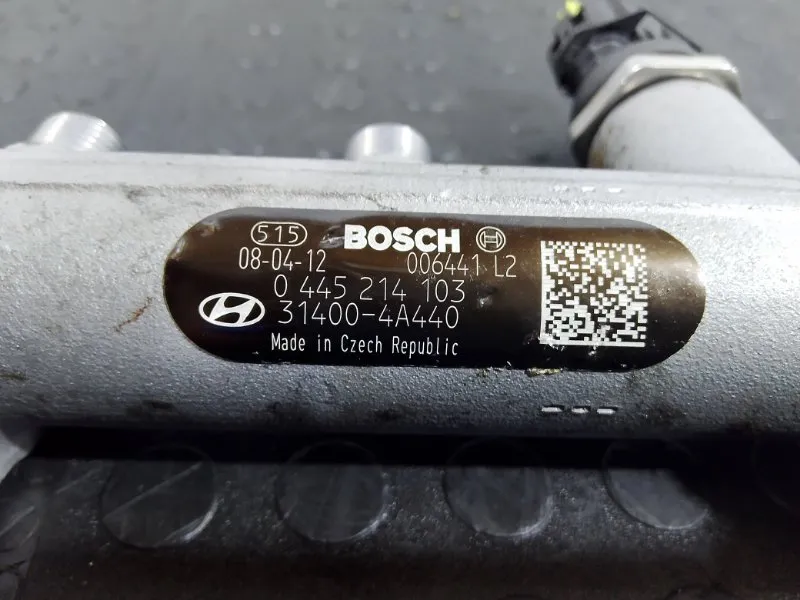 515 BOSCH
08-04-12 006441 L2
0 445 214 103
31400-4A440
Made in Czech Republic